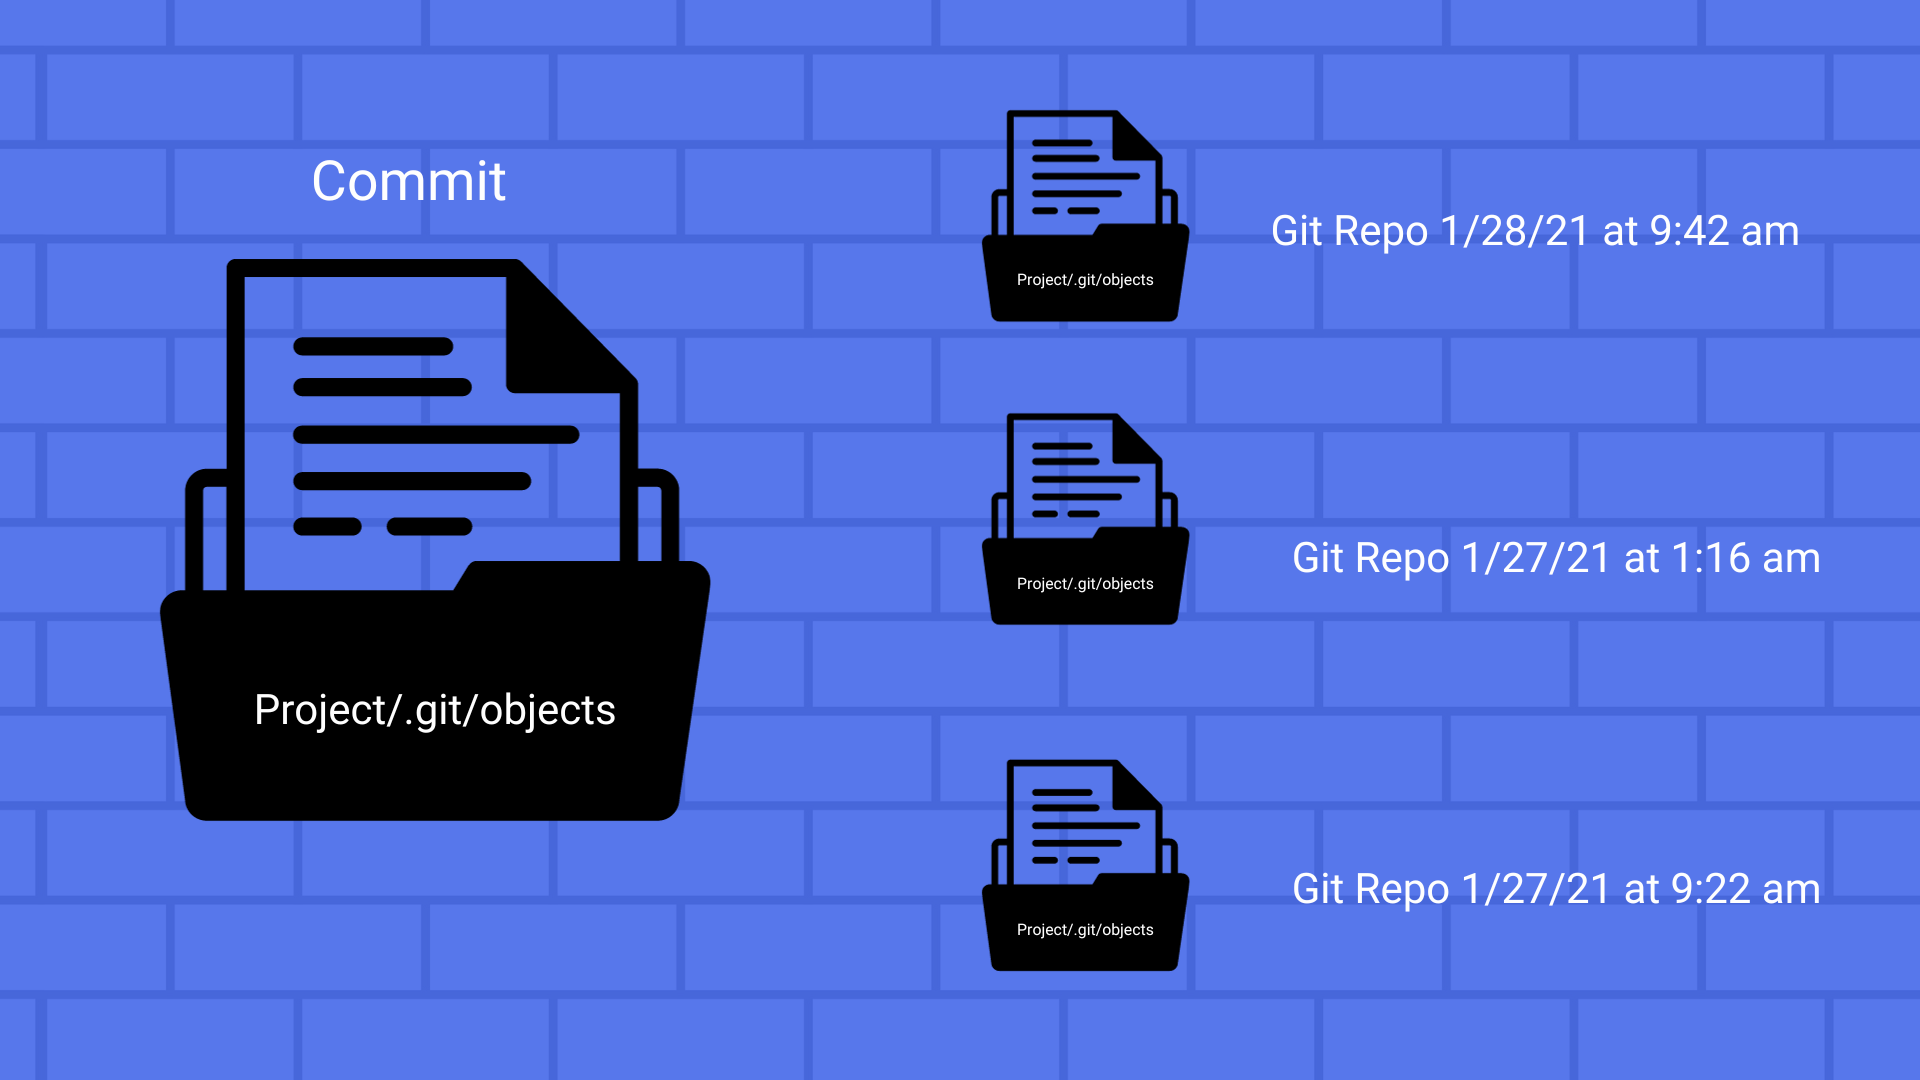 Commit
Project/.git/objects
Project/.git/objects
Git Repo 1/28/21 at 9:42 am
Project/.git/objects
Git Repo 1/27/21 at 1:16 am
Project/.git/objects
Git Repo 1/27/21 at 9:22 am